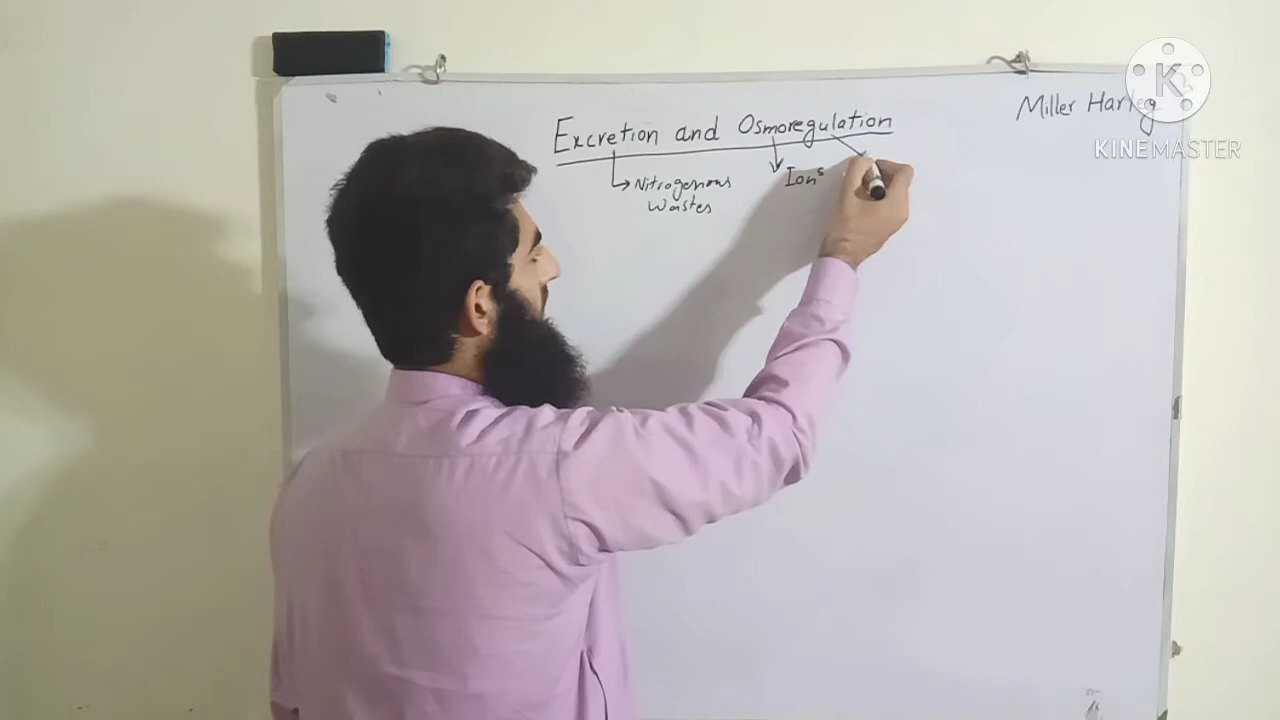 Miller Harley
Excretion and Osmoregulation
Nitrogenous
Wastes
Ions
KINEMASTER